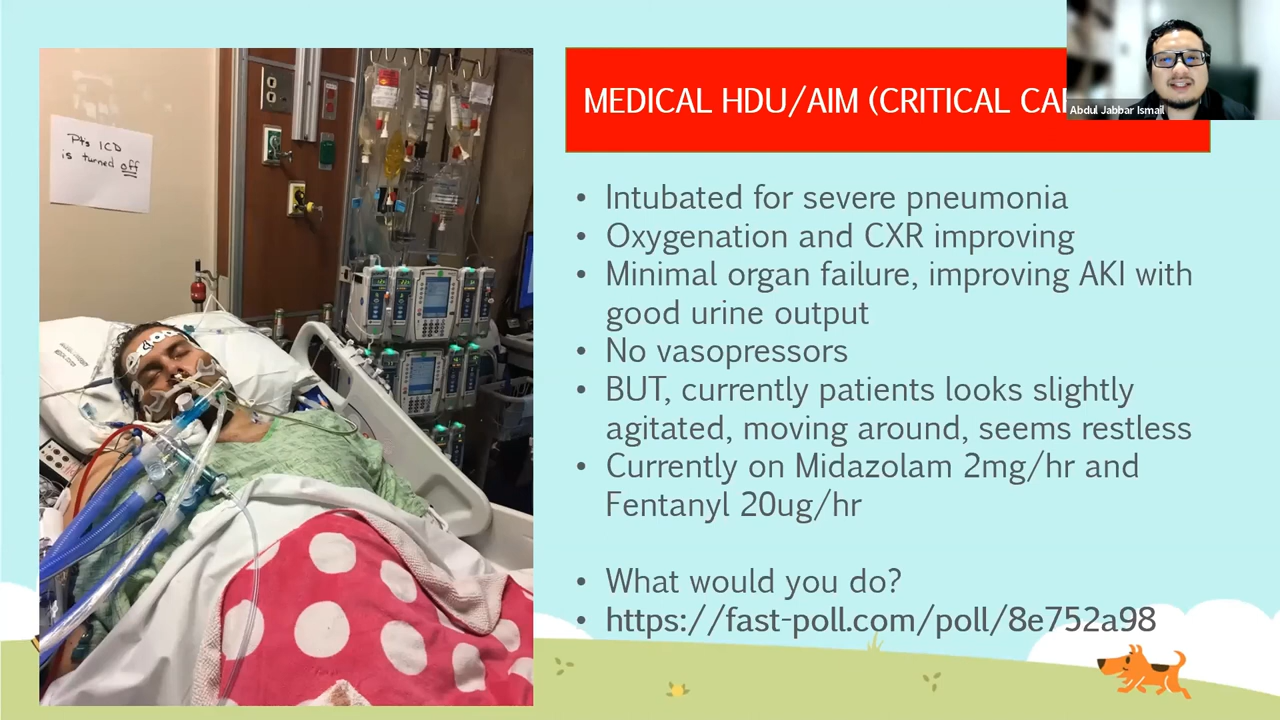 Pt's ICD
is turned off
MEDICAL HDU/AIM (CRITICAL CA
Abdul Jabbar Ismail
• Intubated for severe pneumonia
• Oxygenation and CXR improving
• Minimal organ failure, improving AKI with
good urine output
• No vasopressors
• BUT, currently patients looks slightly
agitated, moving around, seems restless
• Currently on Midazolam 2mg/hr and
Fentanyl 20ug/hr
• What would you do?
• https://fast-poll.com/poll/8e752a98